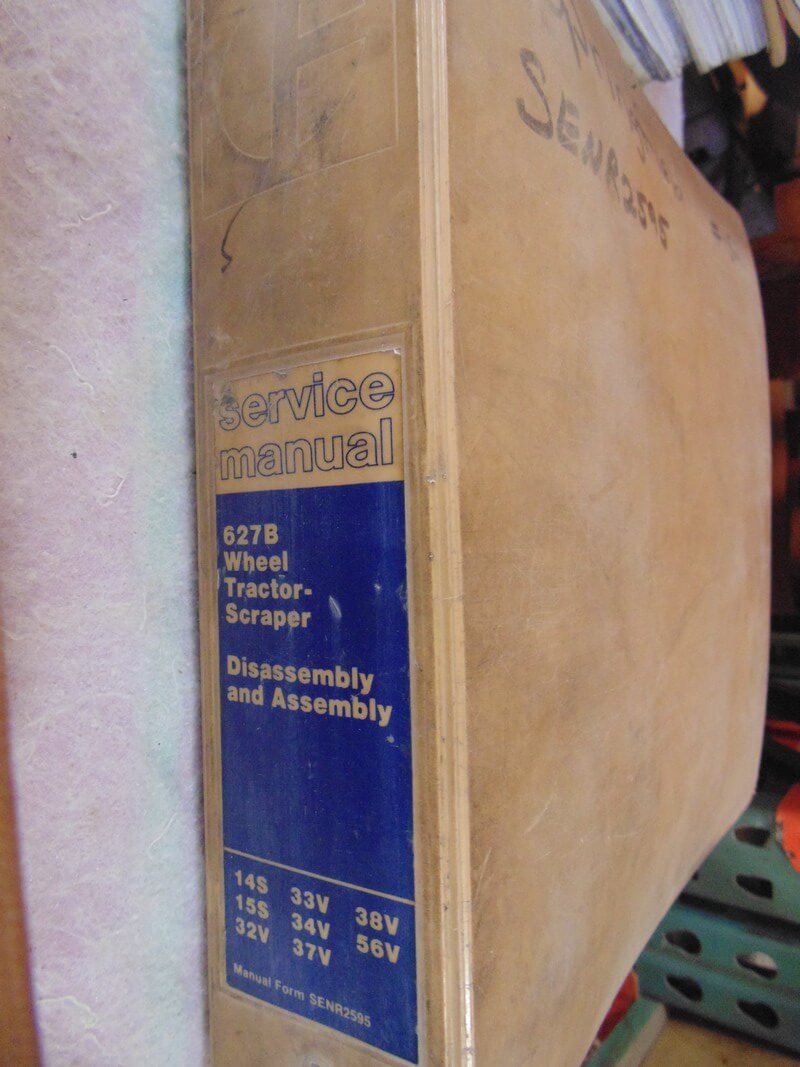 SENR2595
service
manual
627B
Wheel
Tractor-
Scraper
Disassembly
and Assembly
14S 33V 38V
15S 34V 56V
32V 37V
Manual Form SENR2595